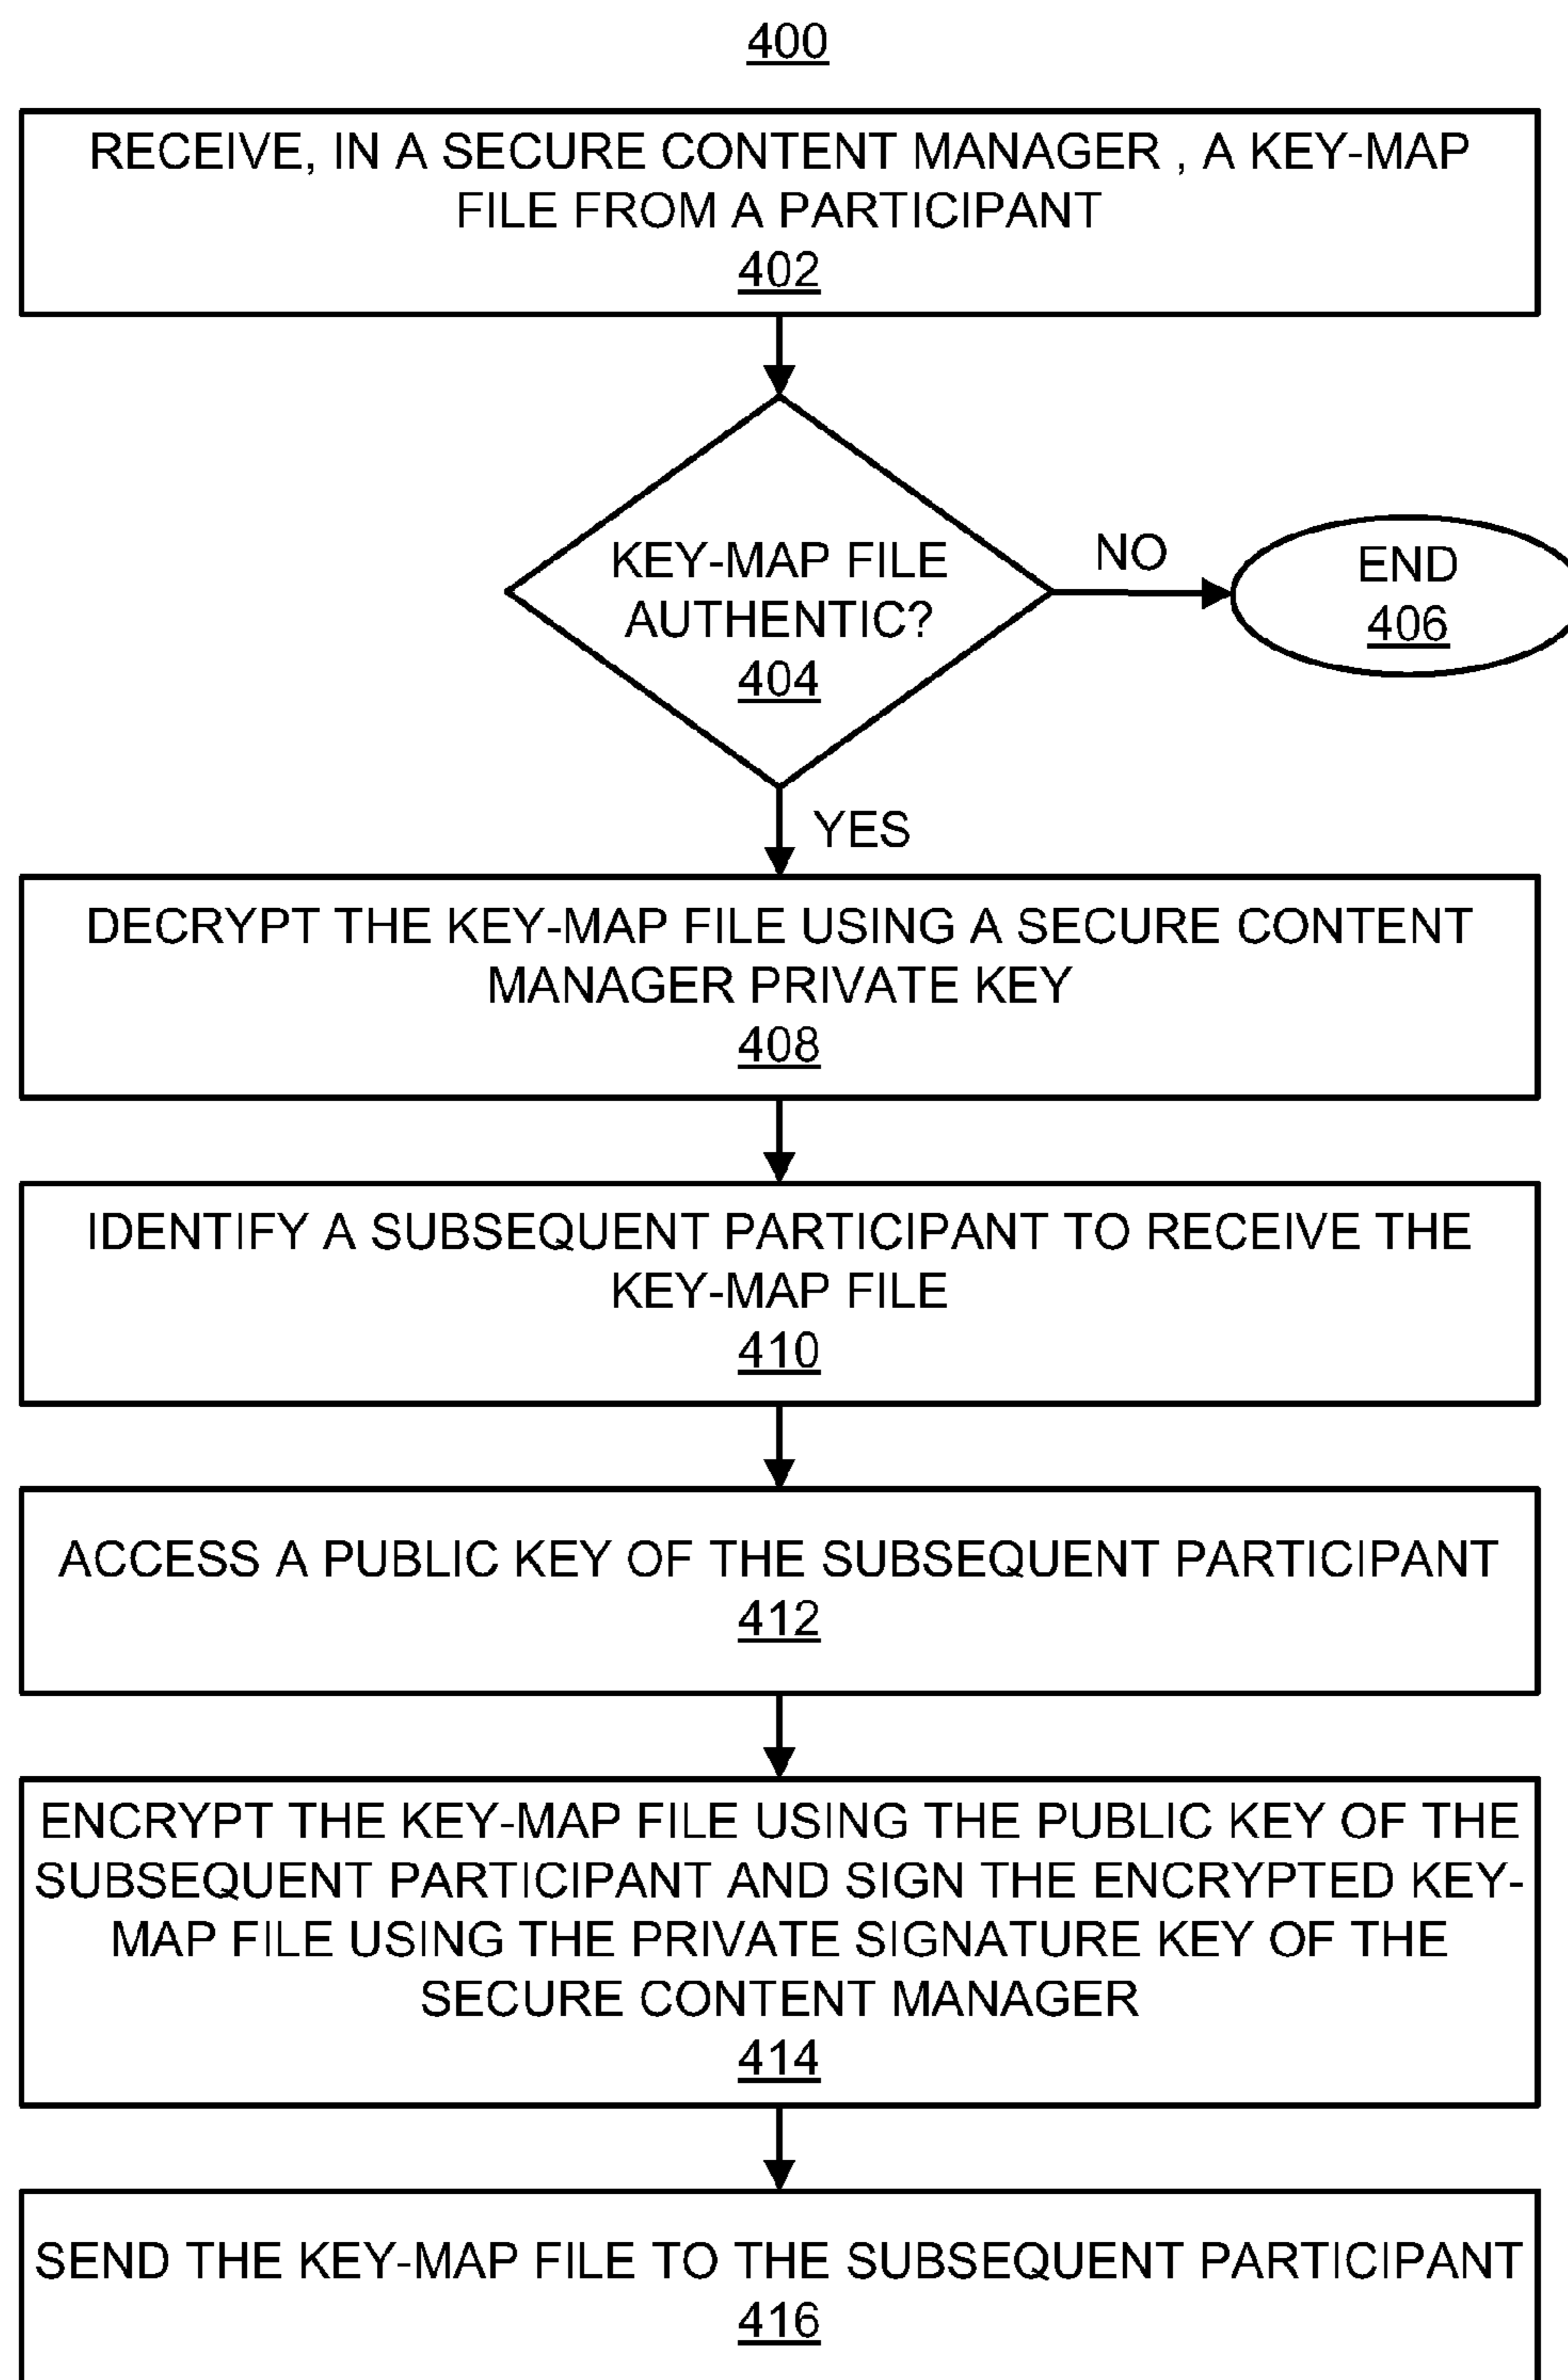 400
RECEIVE, IN A SECURE CONTENT MANAGER , A KEY-MAP
FILE FROM A PARTICIPANT
402
KEY-MAP FILE
AUTHENTIC?
404
NO
END
406
YES
DECRYPT THE KEY-MAP FILE USING A SECURE CONTENT
MANAGER PRIVATE KEY
408
IDENTIFY A SUBSEQUENT PARTICIPANT TO RECEIVE THE
KEY-MAP FILE
410
ACCESS A PUBLIC KEY OF THE SUBSEQUENT PARTICIPANT
412
ENCRYPT THE KEY-MAP FILE USING THE PUBLIC KEY OF THE
SUBSEQUENT PARTICIPANT AND SIGN THE ENCRYPTED KEY-
MAP FILE USING THE PRIVATE SIGNATURE KEY OF THE
SECURE CONTENT MANAGER
414
SEND THE KEY-MAP FILE TO THE SUBSEQUENT PARTICIPANT
416